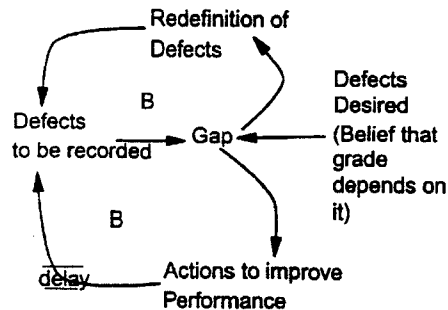 Redefinition of
Defects
Defects
Desired
(Belief that
grade
depends on
it)
B
Defects
to be recorded
Gap
B
delay
Actions to improve
Performance